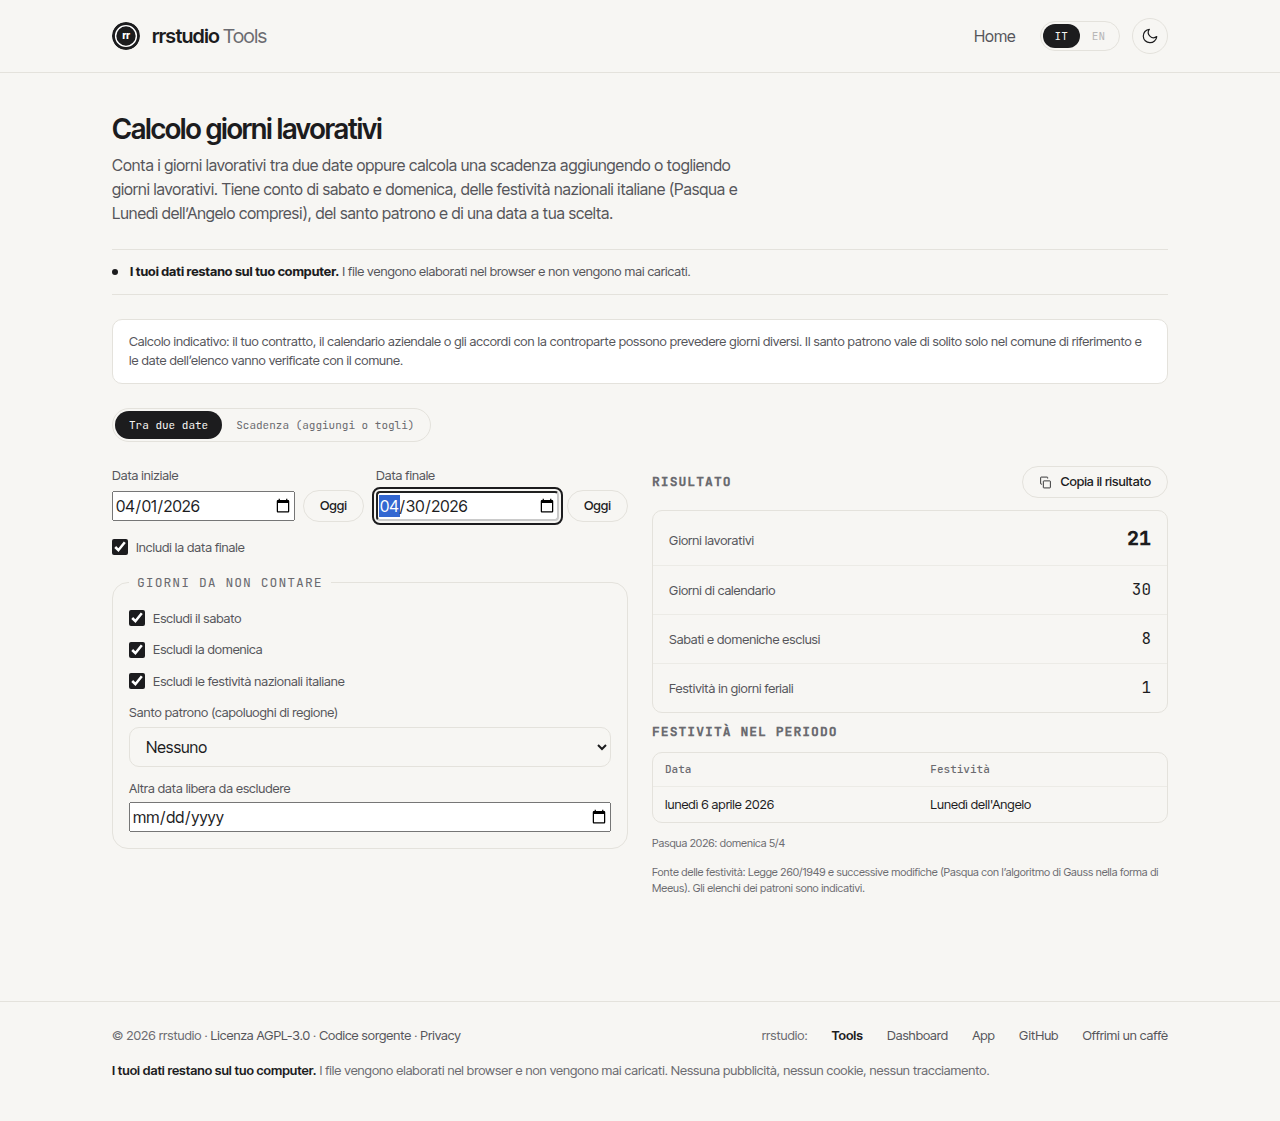 rr rrstudio Tools
Home IT EN
Calcolo giorni lavorativi
Conta i giorni lavorativi tra due date oppure calcola una scadenza aggiungendo o togliendo
giorni lavorativi. Tiene conto di sabato e domenica, delle festività nazionali italiane (Pasqua e
Lunedì dell’Angelo compresi), del santo patrono e di una data a tua scelta.
I tuoi dati restano sul tuo computer. I file vengono elaborati nel browser e non vengono mai caricati.
Calcolo indicativo: il tuo contratto, il calendario aziendale o gli accordi con la controparte possono prevedere giorni diversi. Il santo patrono vale di solito solo nel comune di riferimento e
le date dell’elenco vanno verificate con il comune.
Tra due date Scadenza (aggiungi o togli)
Data iniziale
04/01/2026 Oggi
Data finale
04/30/2026 Oggi
Includi la data finale
GIORNI DA NON CONTARE
Escludi il sabato
Escludi la domenica
Escludi le festività nazionali italiane
Santo patrono (capoluoghi di regione)
Nessuno
Altra data libera da escludere
mm/dd/yyyy
RISULTATO Copia il risultato
Giorni lavorativi 21
Giorni di calendario 30
Sabati e domeniche esclusi 8
Festività in giorni feriali 1
FESTIVITÀ NEL PERIODO
Data Festività
lunedì 6 aprile 2026 Lunedì dell'Angelo
Pasqua 2026: domenica 5/4
Fonte delle festività: Legge 260/1949 e successive modifiche (Pasqua con l’algoritmo di Gauss nella forma di
Meeus). Gli elenchi dei patroni sono indicativi.
© 2026 rrstudio · Licenza AGPL-3.0 · Codice sorgente · Privacy
rrstudio: Tools Dashboard App GitHub Offrimi un caffè
I tuoi dati restano sul tuo computer. I file vengono elaborati nel browser e non vengono mai caricati. Nessuna pubblicità, nessun cookie, nessun tracciamento.